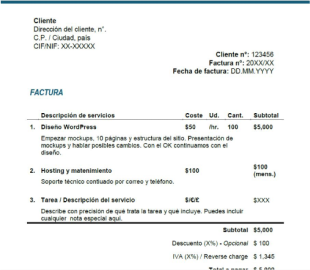 Cliente
Dirección del cliente, n°.
C.P. / Ciudad, país
CIF/NIF: XX-XXXXX
Cliente n°: 123456
Factura n°: 20XX/XX
Fecha de factura: DD.MM.YYYY
FACTURA
Descripción de servicios Coste Ud. Cant. Subtotal
1. Diseño WordPress $50 /hr. 100 $5,000
Empezar mockups, 10 páginas y estructura del sitio. Presentación de
mockups y hablar posibles cambios. Con el OK continuamos con el
diseño.
2. Hosting y matenimiento $100 $100
(mens.)
Soporte técnico contiuado por correo y teléfono.
3. Tarea / Descripción del servicio $/€/£ $XXX
Describe con precisión de qué trata la tarea y qué incluye. Puedes incluir
cualquier nota especial aquí.
Subtotal $5,000
Descuento (X%) - Opcional $ 100
IVA (X%) / Reverse charge $ 1,345
Total a pagar $ 5,000